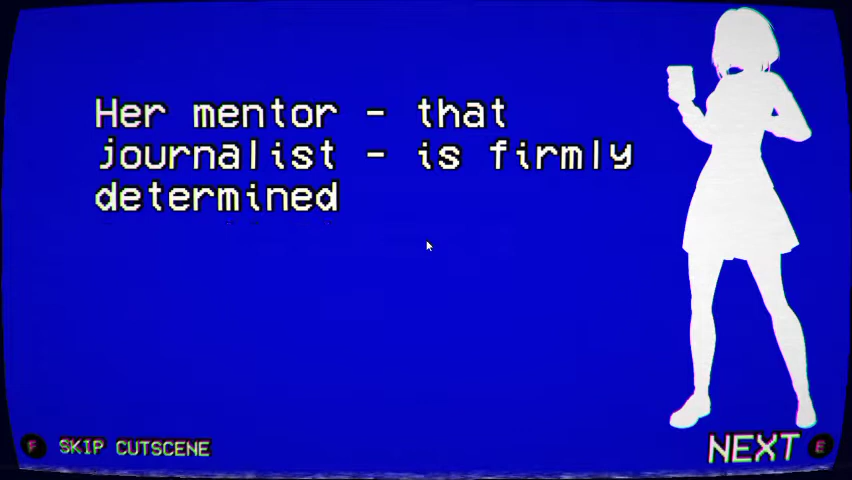 Her mentor - that
journalist - is firmly
determined
F SKIP CUTSCENE
NEXT E